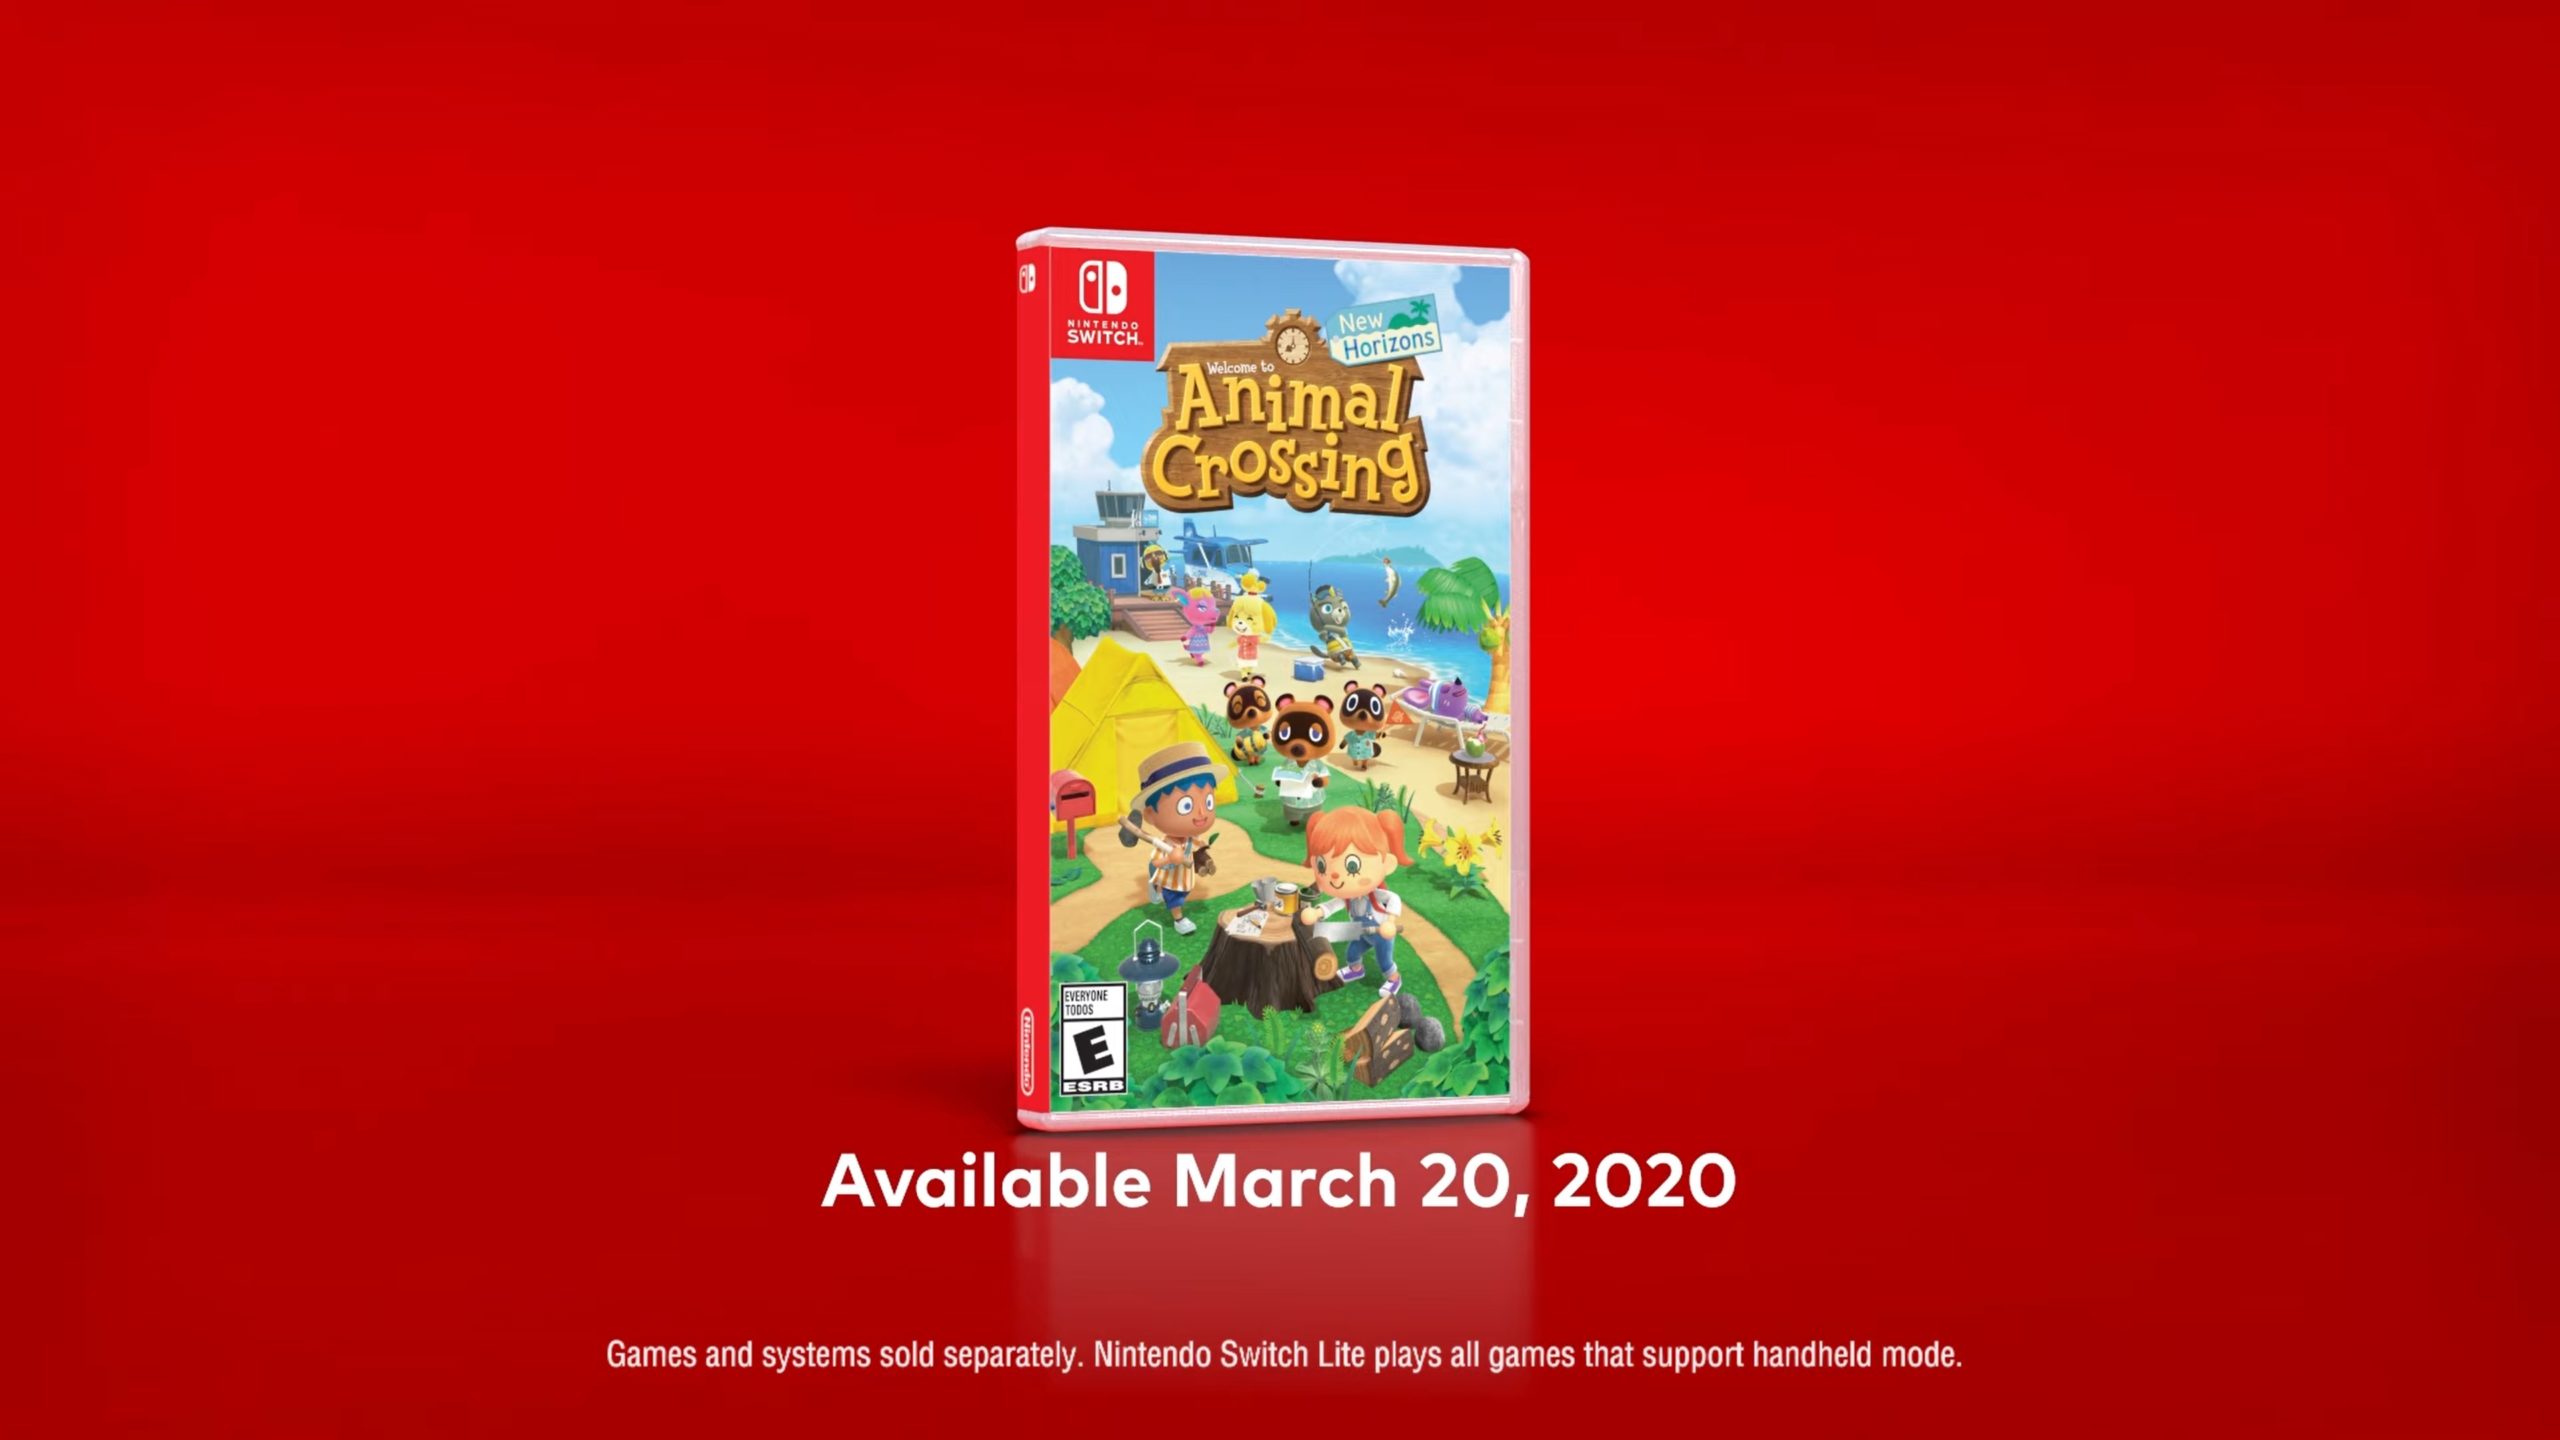 NINTENDO
SWITCH
New
Horizons
Welcome to
Animal
Crossing
EVERYONE
TODOS
E
ESRB
Nintendo
Available March 20, 2020
Games and systems sold separately. Nintendo Switch Lite plays all games that support handheld mode.